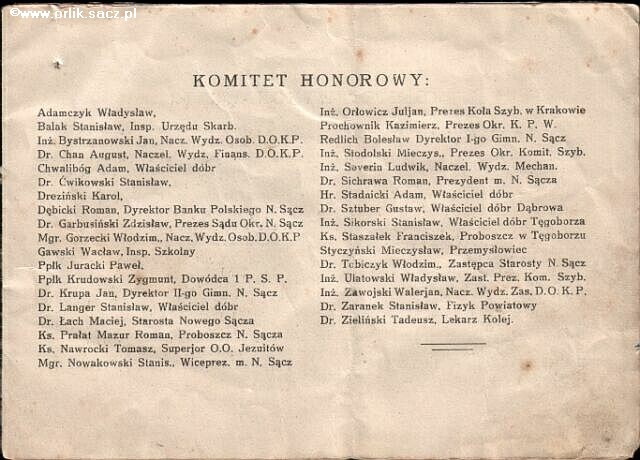 ©www.orlik.sacz.pl
KOMITET HONOROWY:
Adamczyk Władysław,
Balak Stanisław, Insp. Urzędu Skarb.
Inż. Bystrzanowski Jan, Nacz. Wydz. Osob. D.O.K.P.
Dr. Chan August, Naczel. Wydz. Finans. D.O.K.P
Chwalibóg Adam, Właściciel dóbr
Dr. Ćwikowski Stanisław,
Dreziński Karol,
Dębicki Roman, Dyrektor Banku Polskiego N. Sącz
Dr. Garbusiński Zdzisław, Prezes Sądu Okr. N. Sącz
Mgr. Gorzecki Włodzim., Nacz. Wydz. Osob. D.O.K.P
Gawski Wacław, Insp. Szkolny
Ppłk Juracki Paweł,
Ppłk Krudowski Zygmunt, Dowódca 1 P. S. P.
Dr. Krupa Jan, Dyrektor II-go Gimn. N. Sącz
Dr. Langer Stanisław, Właściciel dóbr
Dr. Łach Maciej, Starosta Nowego Sącza
Ks. Prałat Mazur Roman, Proboszcz N. Sącz
Ks. Nawrocki Tomasz, Superjor O.O. Jezuitów
Mgr. Nowakowski Stanis., Wiceprez. m. N. Sącz
Inż. Orłowicz Juljan, Prezes Koła Szyb. w Krakowie
Prochownik Kazimierz, Prezes Okr. K. P. W.
Redlich Bolesław Dyrektor I-go Gimn. N. Sącz
Inż. Stodolski Mieczys., Prezes Okr. Komit. Szyb.
Inż. Severin Ludwik, Naczel. Wydz. Mechan.
Dr. Sichrawa Roman, Prezydent m. N. Sącza
Hr. Stadnicki Adam, Właściciel dóbr
Dr. Sztuber Gustaw, Właściciel dóbr Dąbrowa
Inż. Sikorski Stanisław, Właściciel dóbr Tęgoborza
Ks. Staszałek Franciszek, Proboszcz w Tęgoborzu
Styczyński Mieczysław, Przemysłowiec
Dr. Tobiczyk Włodzim., Zastępca Starosty N. Sącz
Inż. Ulatowski Władysław, Zast. Prez. Kom. Szyb.
Inż. Zawojski Walerjan, Nacz. Wydz. Zas. D. O. K. P.
Dr. Zaranek Stanisław, Fizyk Powiatowy
Dr. Zieliński Tadeusz, Lekarz Kolej.